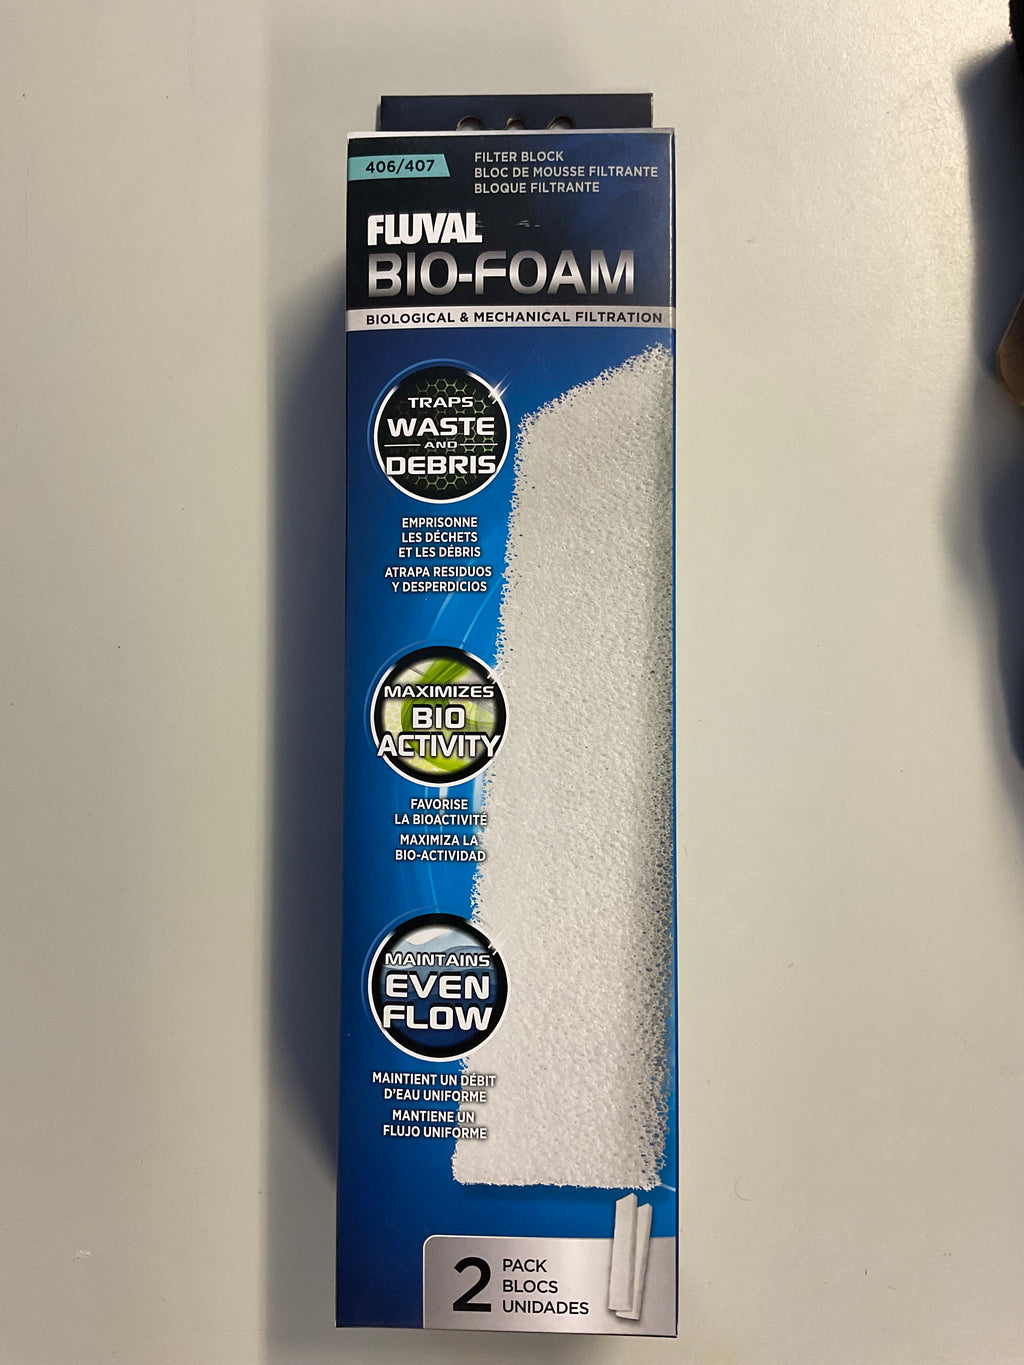 406/407
FILTER BLOCK
BLOC DE MOUSSE FILTRANTE
BLOQUE FILTRANTE
FLUVAL
BIO-FOAM
BIOLOGICAL & MECHANICAL FILTRATION
TRAPS
WASTE
AND
DEBRIS
EMPRISONNE
LES DÉCHETS
ET LES DÉBRIS
ATRAPA RESIDUOS
Y DESPERDICIOS
MAXIMIZES
BIO
ACTIVITY
FAVORISE
LA BIOACTIVITÉ
MAXIMIZA LA
BIO-ACTIVIDAD
MAINTAINS
EVEN
FLOW
MAINTIENT UN DÉBIT
D'EAU UNIFORME
MANTIENE UN
FLUJO UNIFORME
2
PACK
BLOCS
UNIDADES